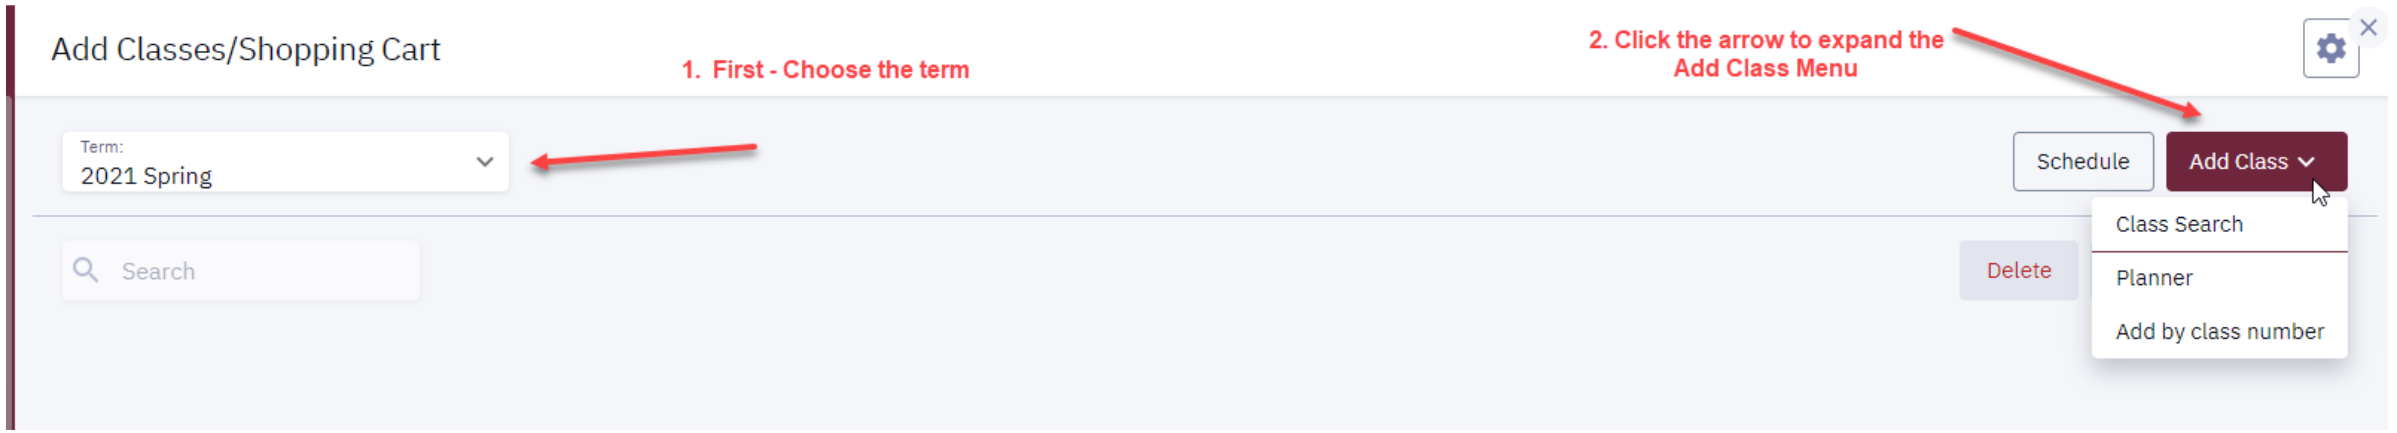 Add Classes/Shopping Cart
1. First - Choose the term
2. Click the arrow to expand the
Add Class Menu
Term:
2021 Spring
Schedule
Add Class
Class Search
Search
Delete
Planner
Add by class number